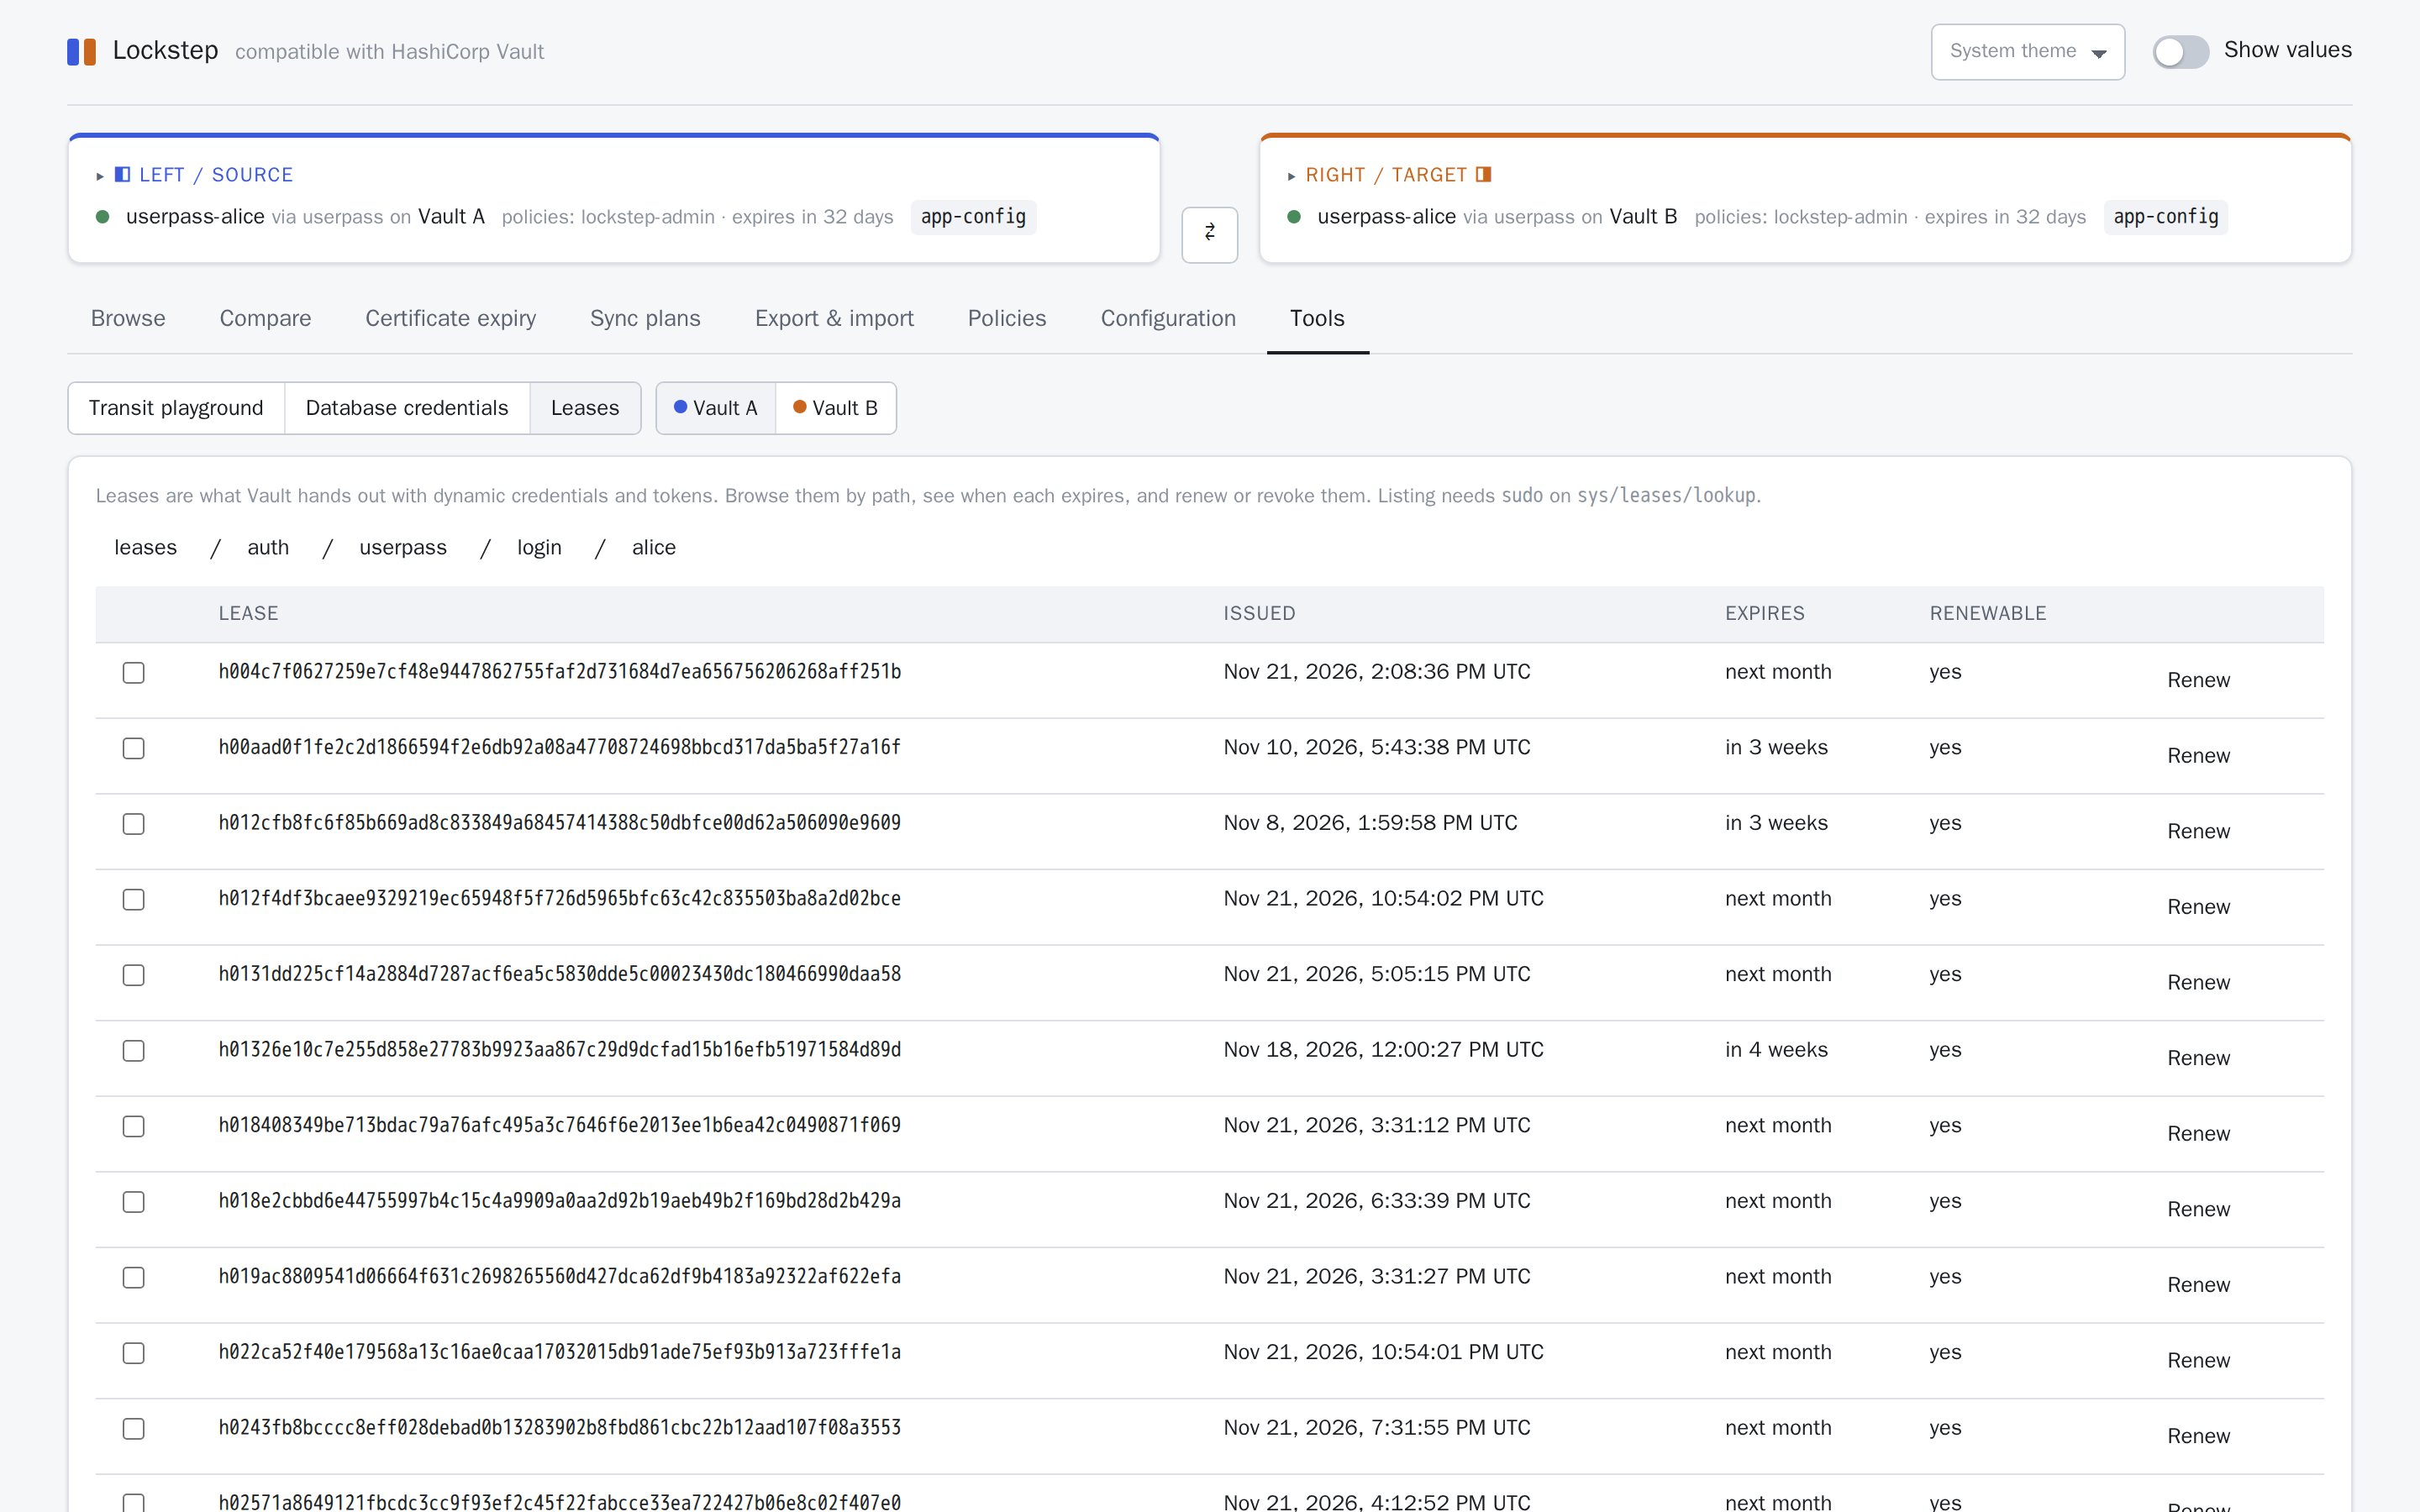 Lockstep compatible with HashiCorp Vault
System theme
Show values
LEFT / SOURCE
userpass-alice via userpass on Vault A policies: lockstep-admin · expires in 32 days app-config
RIGHT / TARGET
userpass-alice via userpass on Vault B policies: lockstep-admin · expires in 32 days app-config
Browse Compare Certificate expiry Sync plans Export & import Policies Configuration Tools
Transit playground Database credentials Leases Vault A Vault B
Leases are what Vault hands out with dynamic credentials and tokens. Browse them by path, see when each expires, and renew or revoke them. Listing needs sudo on sys/leases/lookup.
leases / auth / userpass / login / alice
LEASE ISSUED EXPIRES RENEWABLE
h004c7f0627259e7cf48e9447862755faf2d731684d7ea656756206268aff251b Nov 21, 2026, 2:08:36 PM UTC next month yes Renew
h00aad0f1fe2c2d1866594f2e6db92a08a47708724698bbcd317da5ba5f27a16f Nov 10, 2026, 5:43:38 PM UTC in 3 weeks yes Renew
h012cfb8fc6f85b669ad8c833849a68457414388c50dbfce00d62a506090e9609 Nov 8, 2026, 1:59:58 PM UTC in 3 weeks yes Renew
h012f4df3bcaee9329219ec65948f5f726d5965bfc63c42c835503ba8a2d02bce Nov 21, 2026, 10:54:02 PM UTC next month yes Renew
h0131dd225cf14a2884d7287acf6ea5c5830dde5c00023430dc180466990daa58 Nov 21, 2026, 5:05:15 PM UTC next month yes Renew
h01326e10c7e255d858e27783b9923aa867c29d9dcfad15b16efb51971584d89d Nov 18, 2026, 12:00:27 PM UTC in 4 weeks yes Renew
h018408349be713bdac79a76afc495a3c7646f6e2013ee1b6ea42c0490871f069 Nov 21, 2026, 3:31:12 PM UTC next month yes Renew
h018e2cbbd6e44755997b4c15c4a9909a0aa2d92b19aeb49b2f169bd28d2b429a Nov 21, 2026, 6:33:39 PM UTC next month yes Renew
h019ac8809541d06664f631c2698265560d427dca62df9b4183a92322af622efa Nov 21, 2026, 3:31:27 PM UTC next month yes Renew
h022ca52f40e179568a13c16ae0caa17032015db91ade75ef93b913a723fffe1a Nov 21, 2026, 10:54:01 PM UTC next month yes Renew
h0243fb8bcccc8eff028debad0b13283902b8fbd861cbc22b12aad107f08a3553 Nov 21, 2026, 7:31:55 PM UTC next month yes Renew
h02571a8649121fbcdc3cc9f93ef2c45f22fabcce33ea722427b06e8c02f407e0 Nov 21, 2026, 4:12:52 PM UTC next month yes Renew